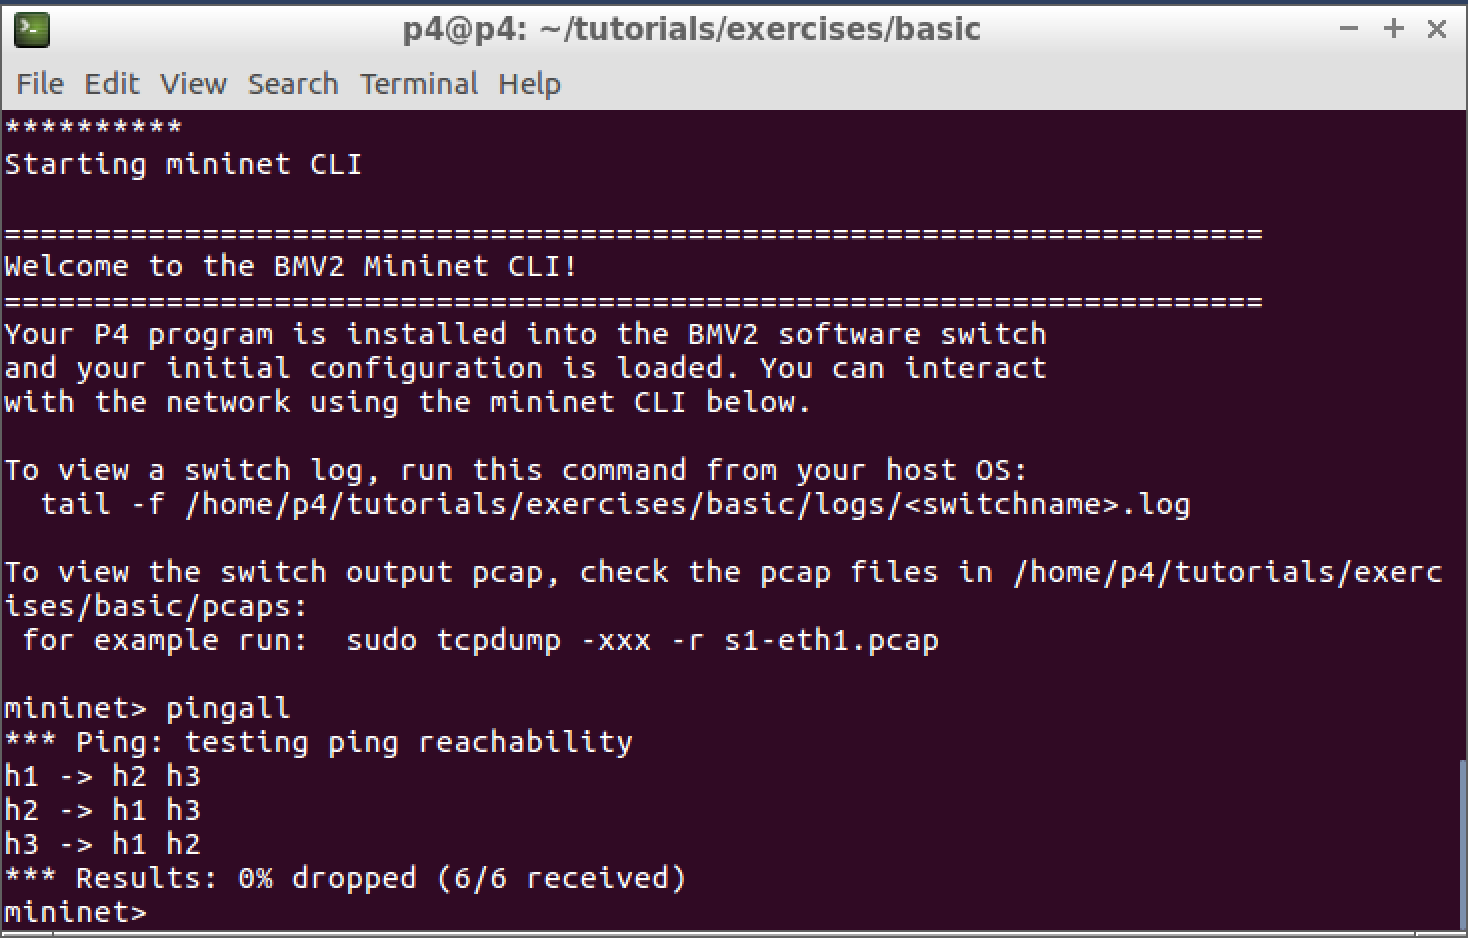 p4@p4: ~/tutorials/exercises/basic
File Edit View Search Terminal Help
**********
Starting mininet CLI
======================================================================
Welcome to the BMV2 Mininet CLI!
======================================================================
Your P4 program is installed into the BMV2 software switch
and your initial configuration is loaded. You can interact
with the network using the mininet CLI below.
To view a switch log, run this command from your host OS:
  tail -f /home/p4/tutorials/exercises/basic/logs/<switchname>.log
To view the switch output pcap, check the pcap files in /home/p4/tutorials/exerc
ises/basic/pcaps:
 for example run:  sudo tcpdump -xxx -r s1-eth1.pcap
mininet> pingall
*** Ping: testing ping reachability
h1 -> h2 h3
h2 -> h1 h3
h3 -> h1 h2
*** Results: 0% dropped (6/6 received)
mininet>